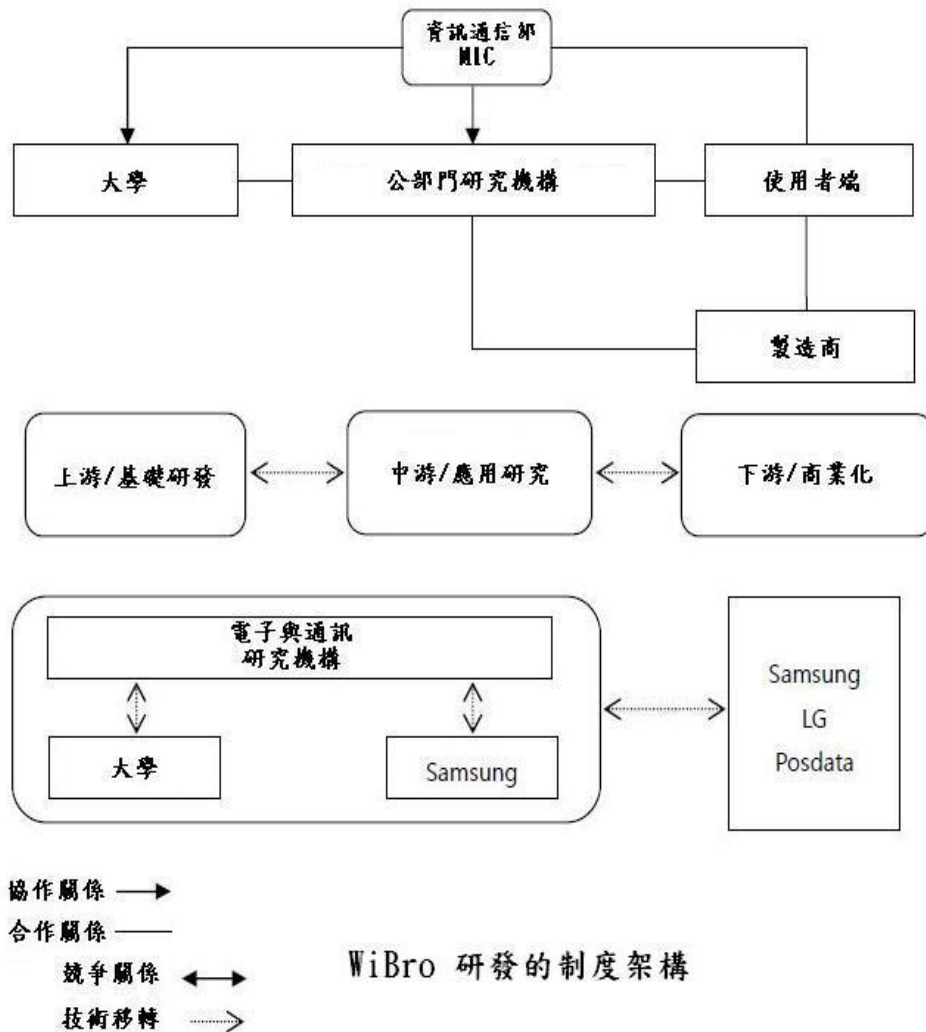 資訊通信部
MIC
大學
公部門研究機構
使用者端
製造商
上游/基礎研發
中游/應用研究
下游/商業化
電子與通訊
研究機構
大學
Samsung
Samsung
LG
Posdata
協作關係
合作關係
競爭關係
技術移轉
WiBro 研發的制度架構